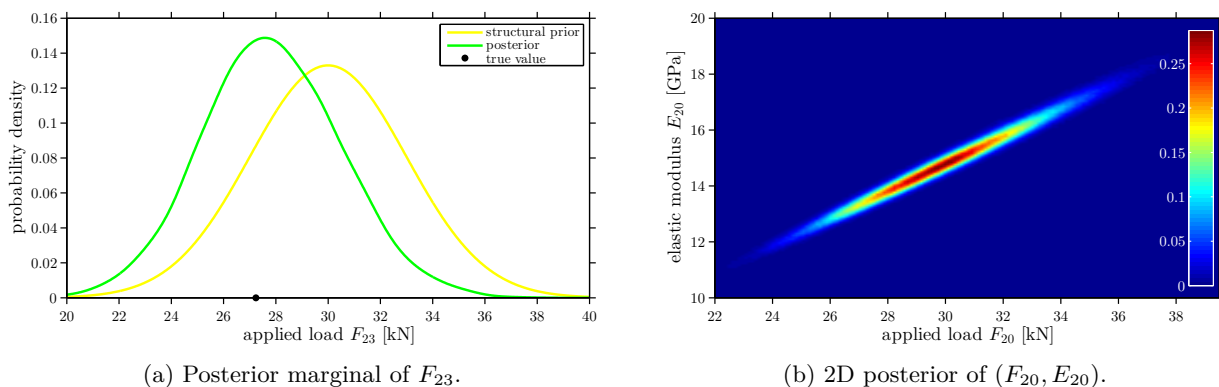 0.16
0.14
0.12
0.1
0.08
0.06
0.04
0.02
0
probability density
20 22 24 26 28 30 32 34 36 38 40
applied load F₂₃ [kN]
structural prior
posterior
true value
(a) Posterior marginal of F₂₃.
20
18
16
14
12
10
elastic modulus E₂₀ [GPa]
22 24 26 28 30 32 34 36 38
applied load F₂₀ [kN]
0.25
0.2
0.15
0.1
0.05
0
(b) 2D posterior of (F₂₀, E₂₀).